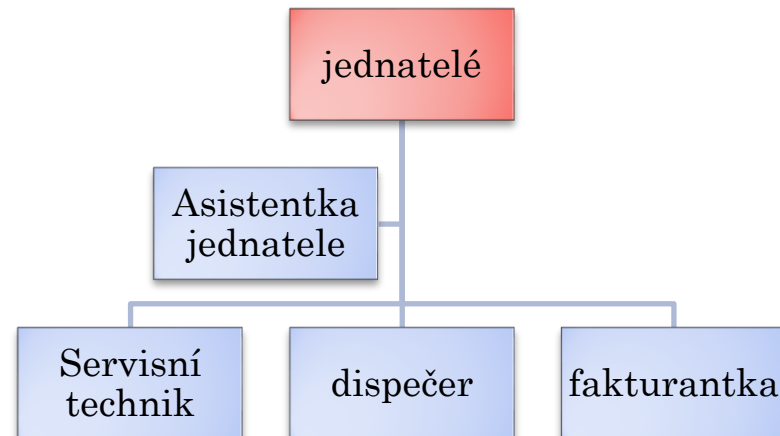 jednatelé
Asistentka
jednatele
Servisní
technik
dispečer
fakturantka